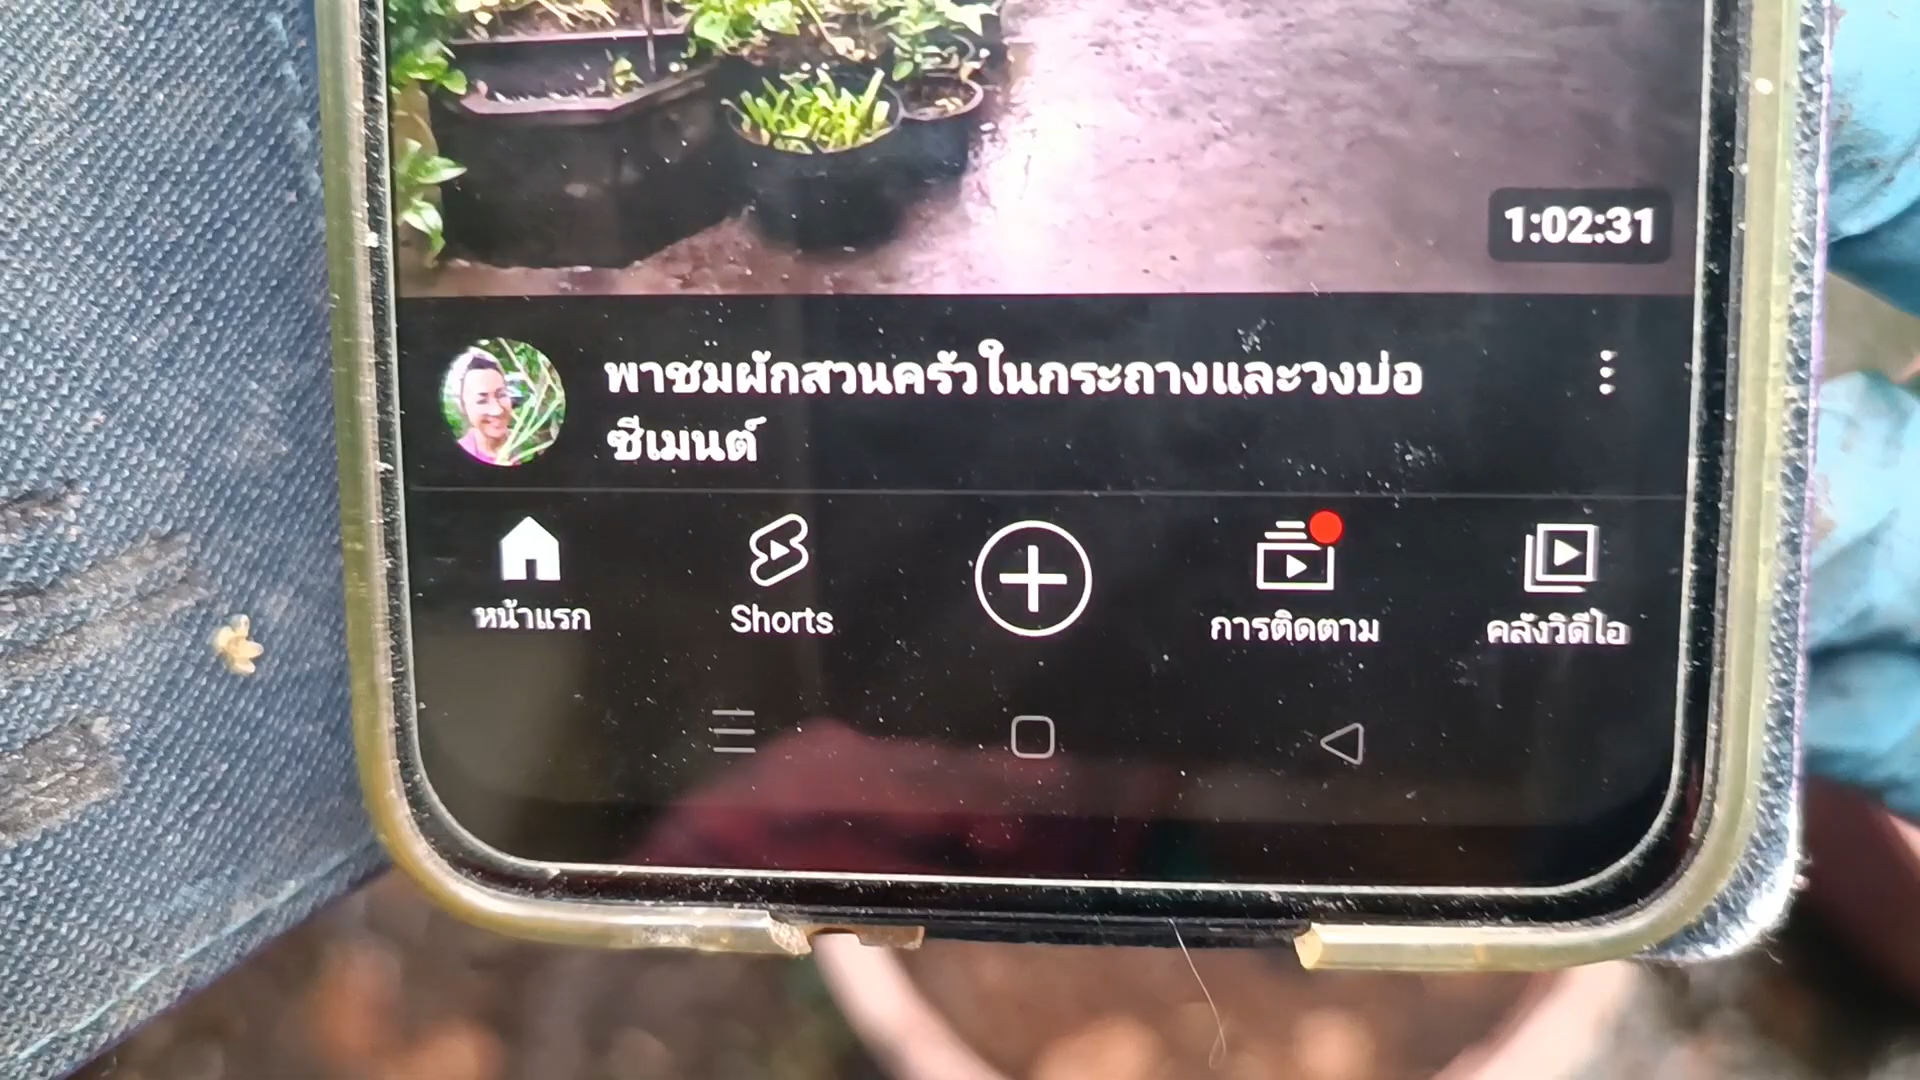 1:02:31
พาชมผักสวนครัวในกระถางและวงบ่อ
ซีเมนต์
หน้าแรก
Shorts
การติดตาม
คลังวิดีโอ